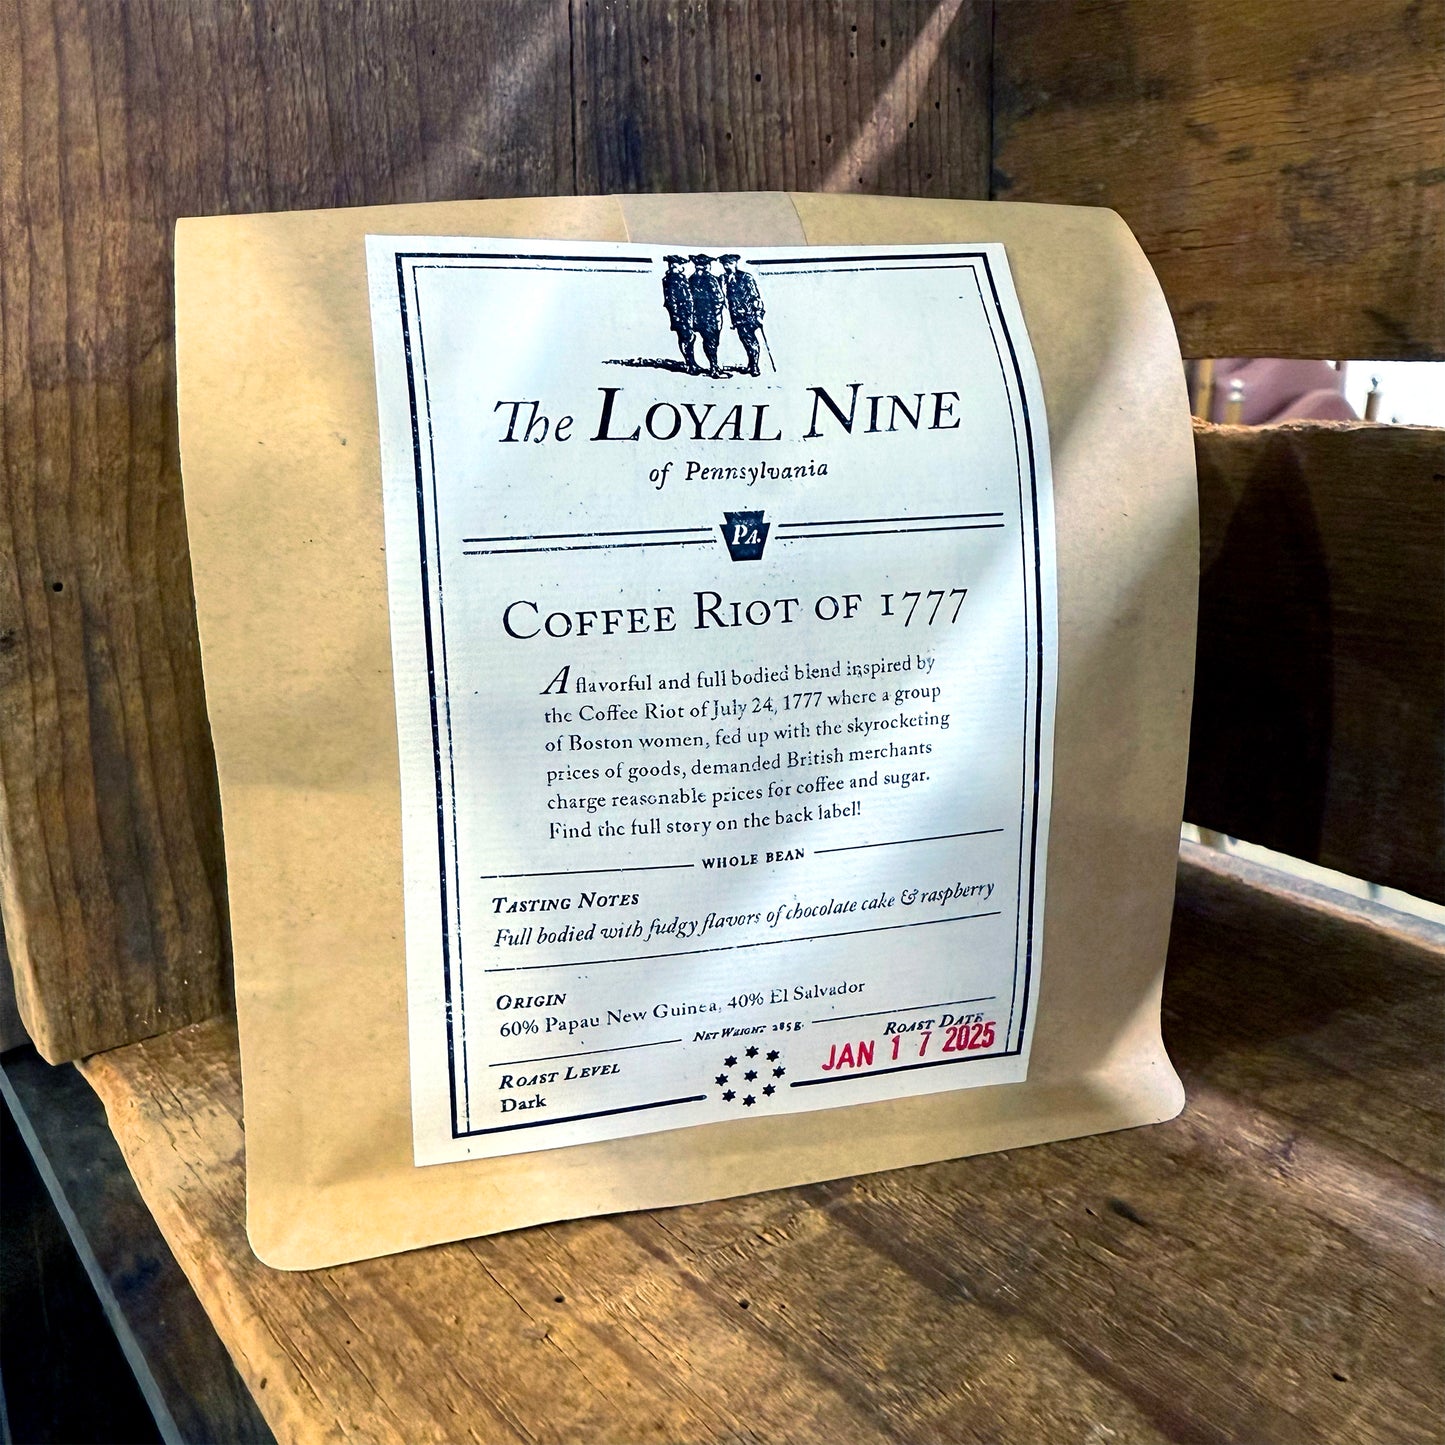 The Loyal Nine
of Pennsylvania
PA.
Coffee Riot of 1777
A flavorful and full bodied blend inspired by
the Coffee Riot of July 24, 1777 where a group
of Boston women, fed up with the skyrocketing
prices of goods, demanded British merchants
charge reasonable prices for coffee and sugar.
Find the full story on the back label!
WHOLE BEAN
Tasting Notes
Full bodied with fudgy flavors of chocolate cake & raspberry
Origin
60% Papau New Guinea, 40% El Salvador
Net Weight: 285g.
Roast Level
Dark
Roast Date
JAN 17 2025